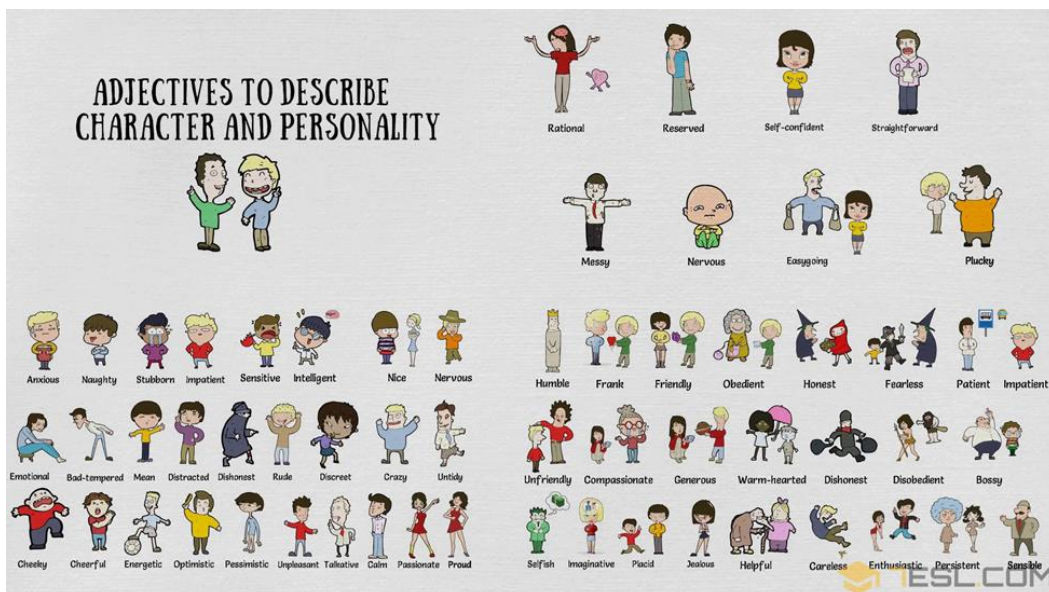 ADJECTIVES TO DESCRIBE
CHARACTER AND PERSONALITY
Rational Reserved Self-confident Straightforward
Messy Nervous Easygoing Plucky
Anxious Naughty Stubborn Impatient Sensitive Intelligent Nice Nervous
Emotional Bad-tempered Mean Distracted Dishonest Rude Discreet Crazy Untidy
Cheeky Cheerful Energetic Optimistic Pessimistic Unpleasant Talkative Calm Passionate Proud
Humble Frank Friendly Obedient Honest Fearless Patient Impatient
Unfriendly Compassionate Generous Warm-hearted Dishonest Disobedient Bossy
Selfish Imaginative Placid Jealous Helpful Careless Enthusiastic Persistent Sensible
7ESL.COM